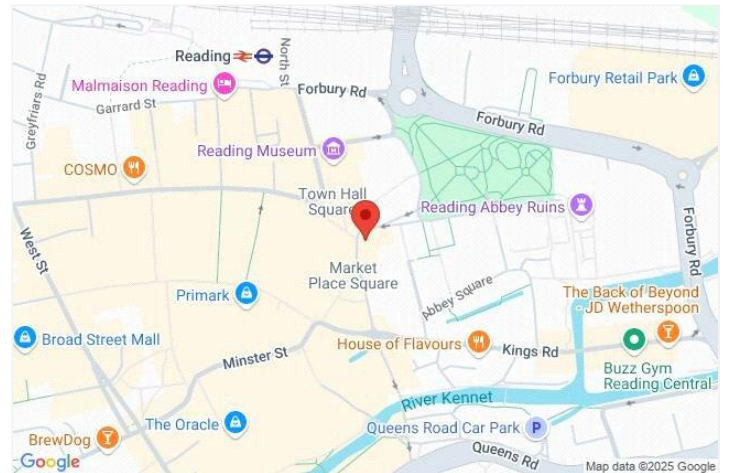 Reading
North St
Malmaison Reading
Garrard St
Greyfriars Rd
Forbury Rd
Forbury Retail Park
Forbury Rd
Reading Museum
COSMO
Town Hall
Square
Reading Abbey Ruins
Forbury Rd
West St
Market
Place Square
Abbey Square
Primark
The Back of Beyond
- JD Wetherspoon
Broad Street Mall
Minster St
House of Flavours
Kings Rd
Buzz Gym
Reading Central
River Kennet
The Oracle
Queens Road Car Park
P
BrewDog
Queens Rd
Google
Map data ©2025 Google